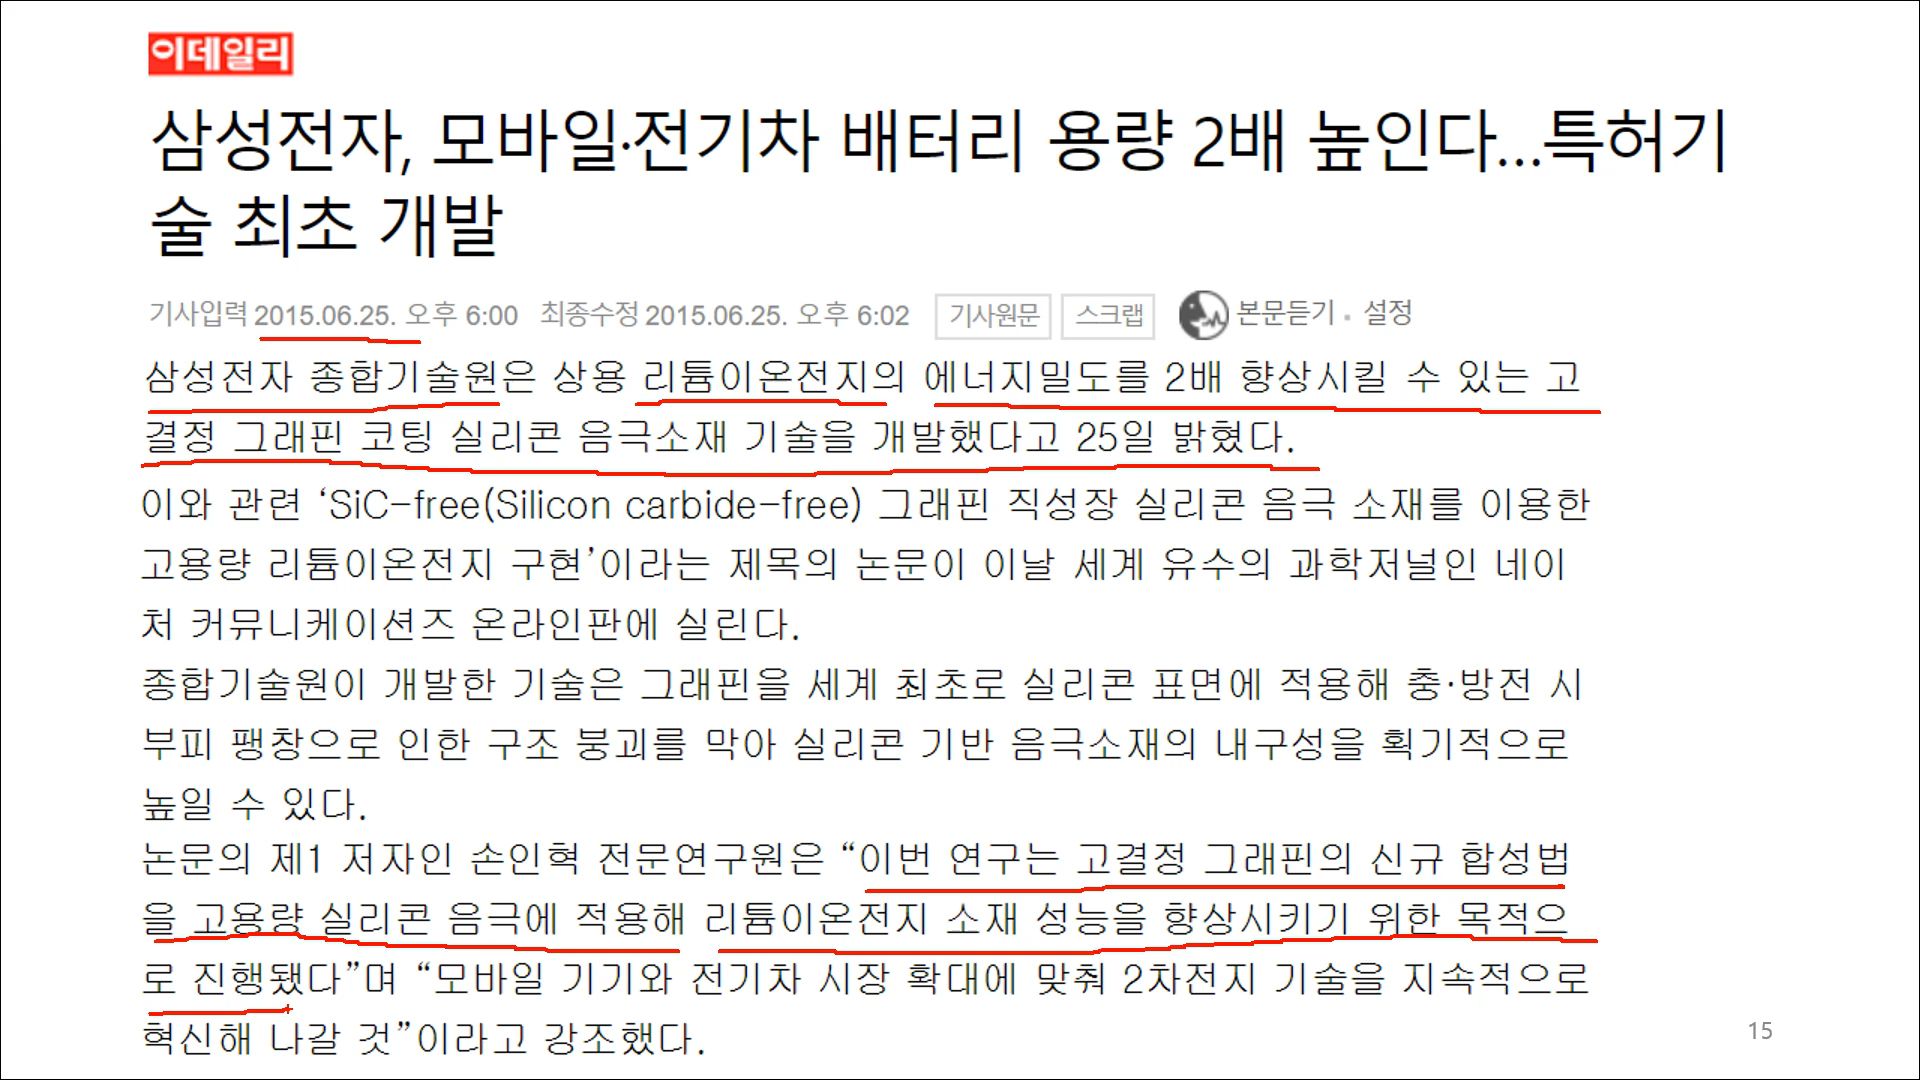 이데일리
삼성전자, 모바일·전기차 배터리 용량 2배 높인다...특허기
술 최초 개발
기사입력 2015.06.25. 오후 6:00 최종수정 2015.06.25. 오후 6:02 기사원문 스크랩 본문듣기 · 설정
삼성전자 종합기술원은 상용 리튬이온전지의 에너지밀도를 2배 향상시킬 수 있는 고
결정 그래핀 코팅 실리콘 음극소재 기술을 개발했다고 25일 밝혔다.
이와 관련 ‘SiC-free(Silicon carbide-free) 그래핀 직성장 실리콘 음극 소재를 이용한
고용량 리튬이온전지 구현’이라는 제목의 논문이 이날 세계 유수의 과학저널인 네이
처 커뮤니케이션즈 온라인판에 실린다.
종합기술원이 개발한 기술은 그래핀을 세계 최초로 실리콘 표면에 적용해 충·방전 시
부피 팽창으로 인한 구조 붕괴를 막아 실리콘 기반 음극소재의 내구성을 획기적으로
높일 수 있다.
논문의 제1 저자인 손인혁 전문연구원은 “이번 연구는 고결정 그래핀의 신규 합성법
을 고용량 실리콘 음극에 적용해 리튬이온전지 소재 성능을 향상시키기 위한 목적으
로 진행됐다”며 “모바일 기기와 전기차 시장 확대에 맞춰 2차전지 기술을 지속적으로
혁신해 나갈 것”이라고 강조했다.
15